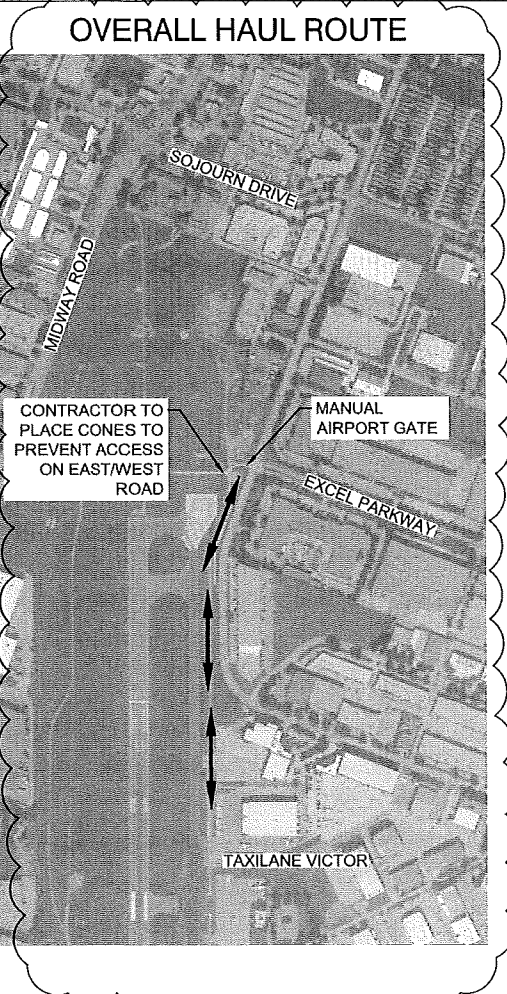 OVERALL HAUL ROUTE
SOJOURN DRIVE
MIDWAY ROAD
CONTRACTOR TO
PLACE CONES TO
PREVENT ACCESS
ON EAST/WEST
ROAD
MANUAL
AIRPORT GATE
EXCEL PARKWAY
TAXILANE VICTOR